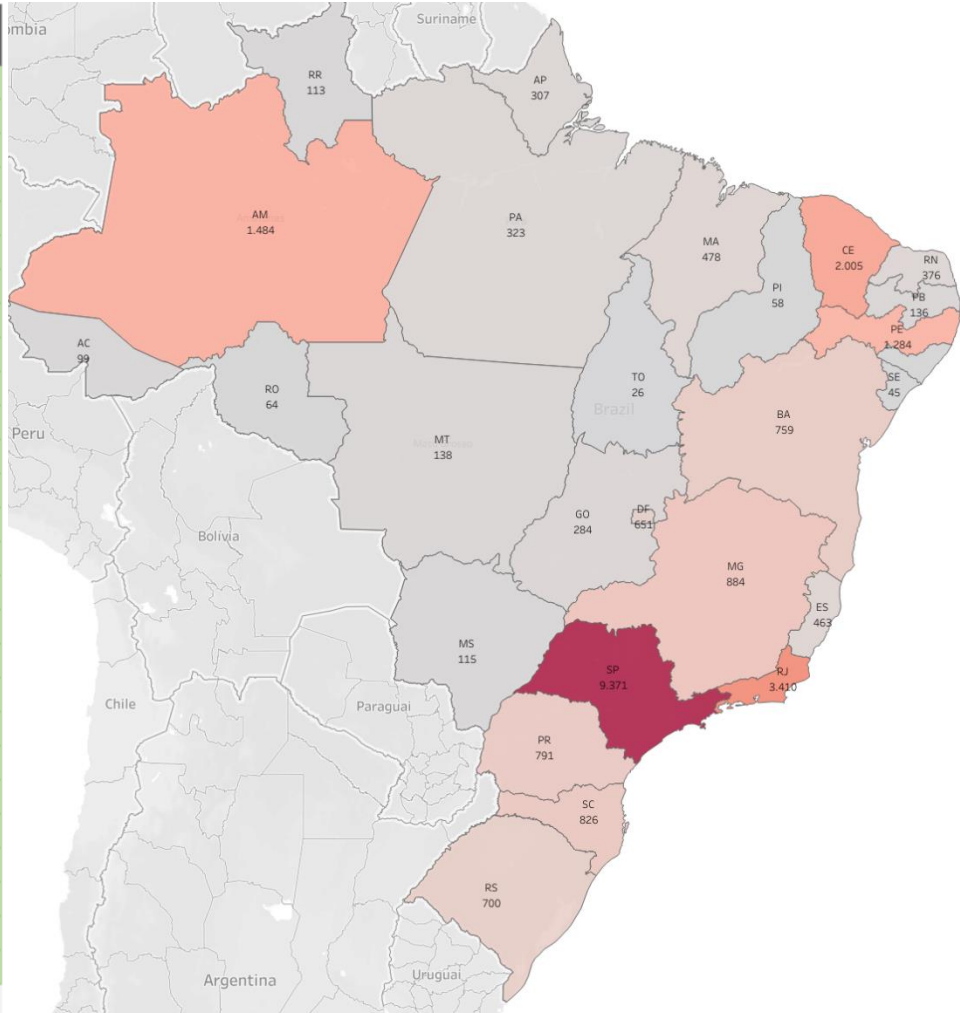 Suriname
ombia
RR
113
AP
307
AM
1.484
PA
323
MA
478
CE
2.005
RN
376
PI
58
PB
136
PE
1.284
AC
99
RO
64
TO
26
SE
45
Brazil
BA
759
Peru
MT
138
GO
284
DF
651
Bolívia
MG
884
ES
463
MS
115
SP
9.371
RJ
3.410
Chile
Paraguai
PR
791
SC
826
RS
700
Argentina
Uruguai